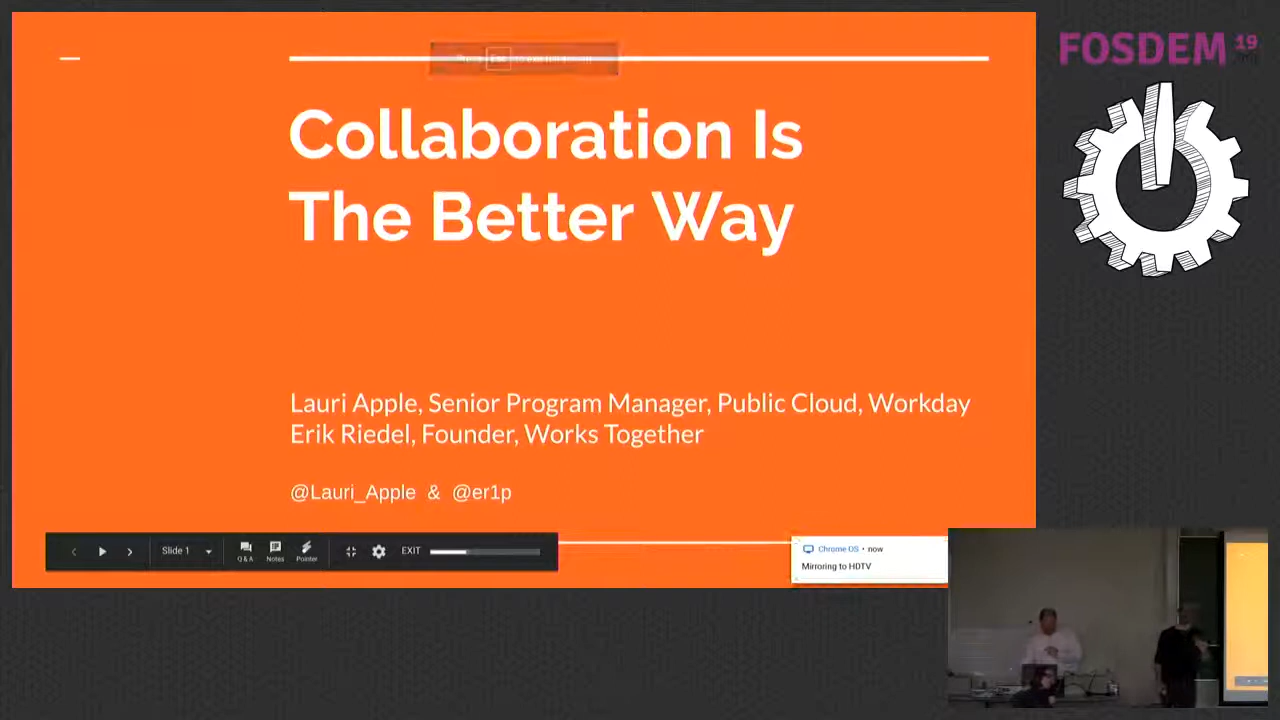 FOSDEM 19
Collaboration Is
The Better Way
Lauri Apple, Senior Program Manager, Public Cloud, Workday
Erik Riedel, Founder, Works Together
@Lauri_Apple & @er1p
Slide 1
Q&A
Notes
Pointer
EXIT
Chrome OS • now
Mirroring to HDTV